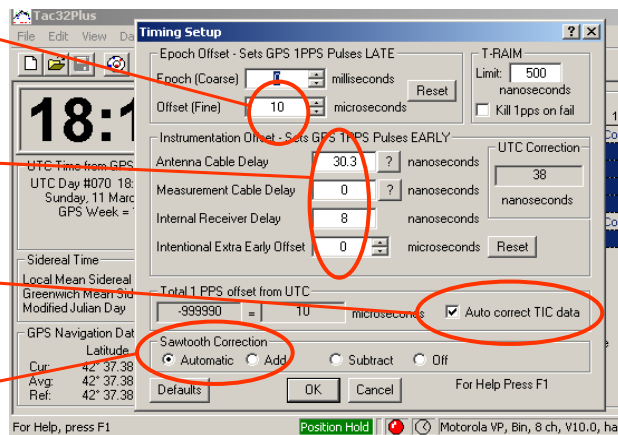 Tac32Plus
File Edit View Da
Timing Setup
Epoch Offset - Sets GPS 1PPS Pulses LATE
Epoch (Coarse) milliseconds
Offset (Fine) 10 microseconds
Reset
T-RAIM
Limit: 500
nanoseconds
Kill 1pps on fail
18:1
Instrumentation Offset - Sets GPS 1PPS Pulses EARLY
Antenna Cable Delay 30.3 ? nanoseconds
Measurement Cable Delay 0 ? nanoseconds
Internal Receiver Delay 8 nanoseconds
Intentional Extra Early Offset 0 microseconds Reset
UTC Correction
38
nanoseconds
UTC Time from GPS
UTC Day #070 18:
Sunday, 11 Marc
GPS Week =
Sidereal Time
Local Mean Sidereal
Greenwich Mean Sid
Modified Julian Day
Total 1 PPS offset from UTC
-999990 = 10 microseconds Auto correct TIC data
Sawtooth Correction
Automatic Add Subtract Off
GPS Navigation Dat
Latitude
Cur: 42° 37.38
Avg: 42° 37.38
Ref: 42° 37.38
Defaults OK Cancel For Help Press F1
For Help, press F1 Position Hold Motorola VP, Bin, 8 ch, V10.0, ha